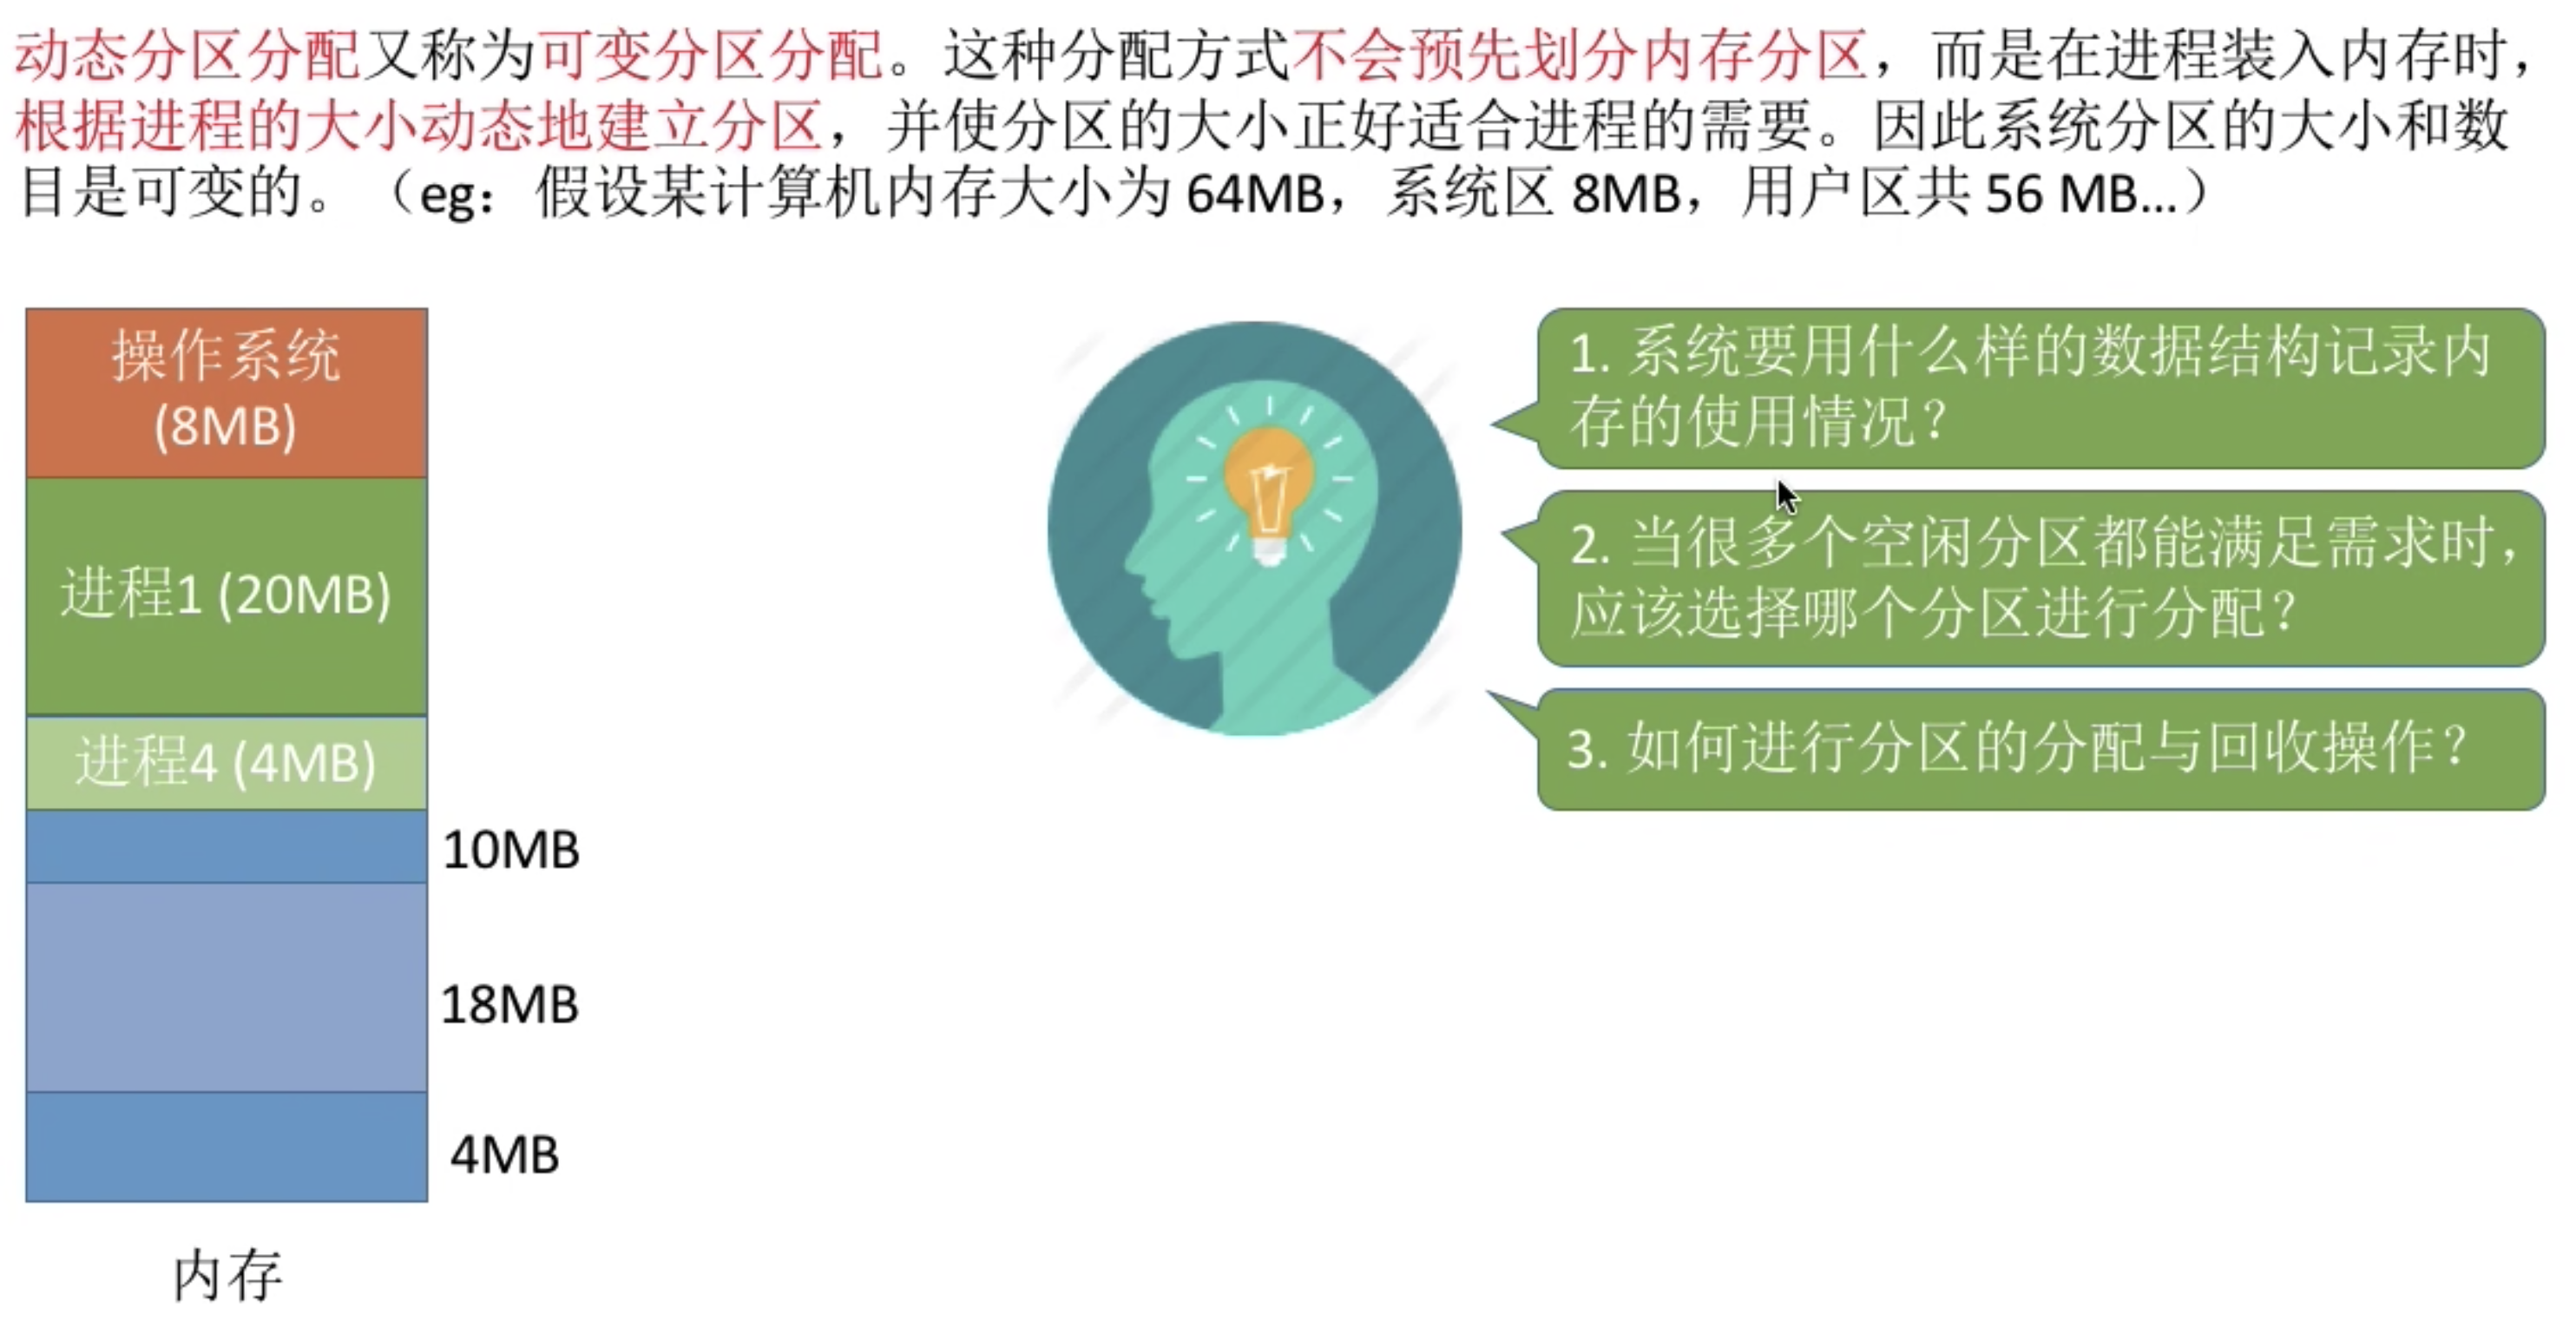 动态分区分配又称为可变分区分配。这种分配方式不会预先划分内存分区，而是在进程装入内存时，
根据进程的大小动态地建立分区，并使分区的大小正好适合进程的需要。因此系统分区的大小和数
目是可变的。（eg：假设某计算机内存大小为 64MB，系统区 8MB，用户区共 56 MB…）
操作系统
(8MB)
进程1 (20MB)
进程4 (4MB)
10MB
18MB
4MB
内存
1. 系统要用什么样的数据结构记录内
存的使用情况？
2. 当很多个空闲分区都能满足需求时，
应该选择哪个分区进行分配？
3. 如何进行分区的分配与回收操作？